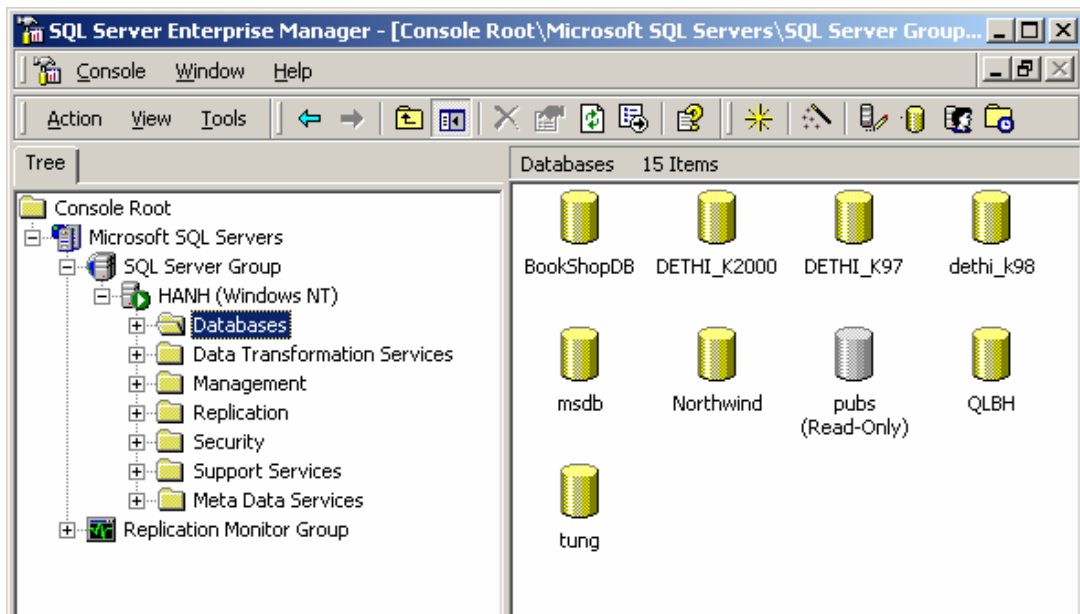 SQL Server Enterprise Manager - [Console Root\Microsoft SQL Servers\SQL Server Group...
Console Window Help
Action View Tools
Tree
Databases 15 Items
Console Root
Microsoft SQL Servers
SQL Server Group
HANH (Windows NT)
Databases
Data Transformation Services
Management
Replication
Security
Support Services
Meta Data Services
Replication Monitor Group
BookShopDB DETHI_K2000 DETHI_K97 dethi_k98
msdb Northwind pubs QLBH
(Read-Only)
tung